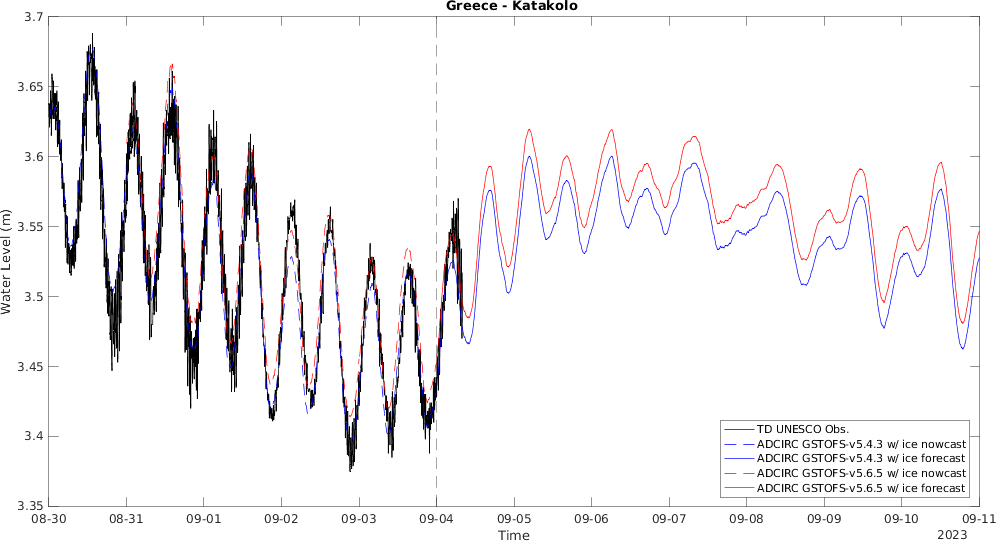 Greece - Katakolo
3.7
3.65
3.6
3.55
3.5
3.45
3.4
3.35
Water Level (m)
08-30 08-31 09-01 09-02 09-03 09-04 09-05 09-06 09-07 09-08 09-09 09-10 09-11
Time
2023
TD UNESCO Obs.
ADCIRC GSTOFS-v5.4.3 w/ ice nowcast
ADCIRC GSTOFS-v5.4.3 w/ ice forecast
ADCIRC GSTOFS-v5.6.5 w/ ice nowcast
ADCIRC GSTOFS-v5.6.5 w/ ice forecast